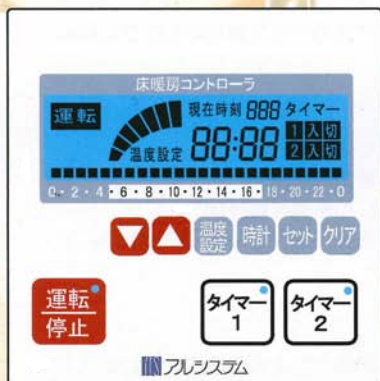 床暖房コントローラ
運転 現在時刻 888 タイマー
88:88 1 入 切
温度設定 2 入 切
0・2・4・6・8・10・12・14・16・18・20・22・0
▼ ▲ 温度設定 時計 セット クリア
運転 停止 タイマー 1 タイマー 2
アルシステム